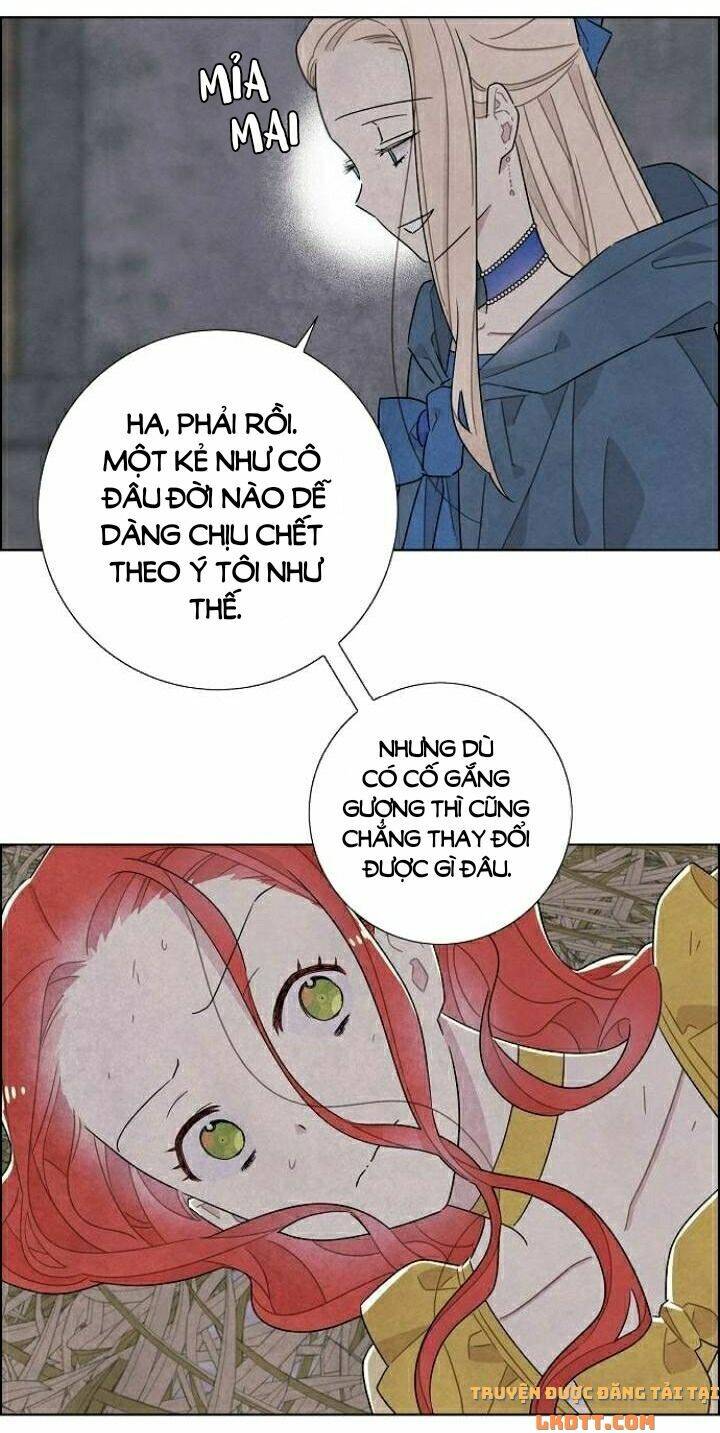 MỈA
MAI
HA, PHẢI RỒI.
MỘT KẺ NHƯ CÔ
ĐÂU ĐỜI NÀO DỄ
DÀNG CHỊU CHẾT
THEO Ý TÔI NHƯ
THẾ.
NHƯNG DÙ
CÓ CỐ GẮNG
GƯỢNG THÌ CŨNG
CHẲNG THAY ĐỔI
ĐƯỢC GÌ ĐÂU.
TRUYỆN ĐƯỢC ĐĂNG TẢI TẠI
LKDTT.COM!